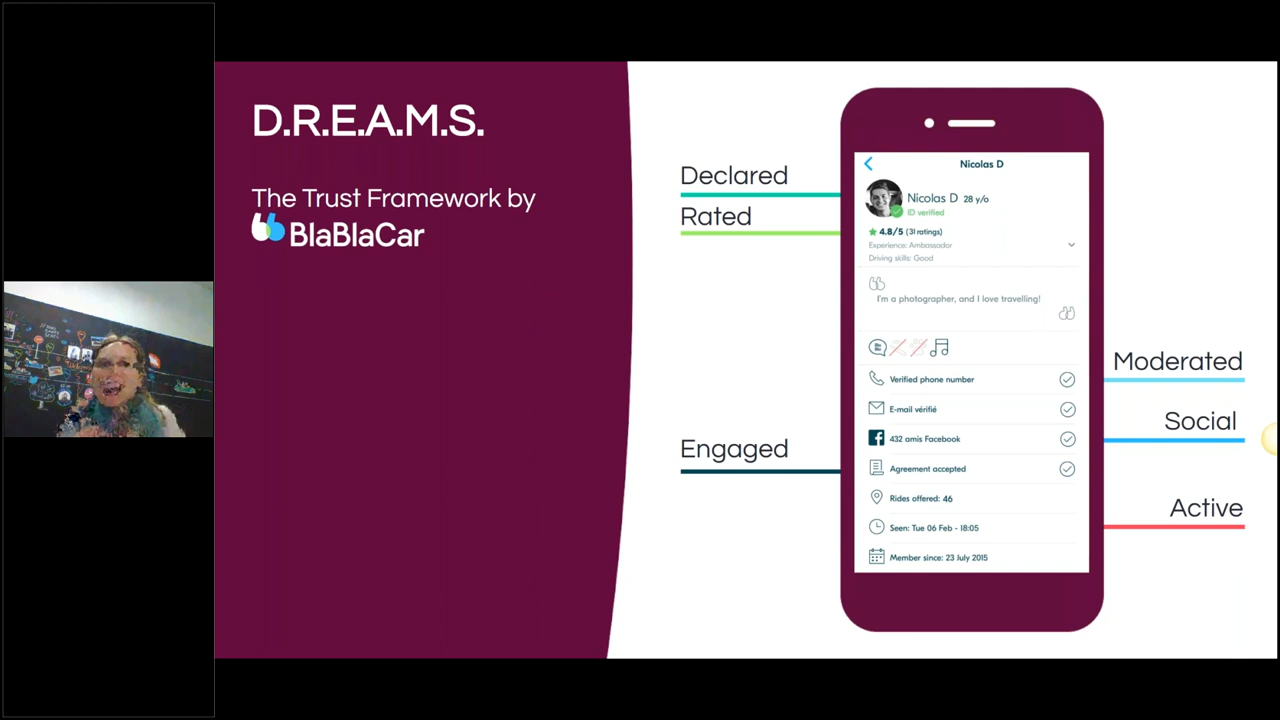 D.R.E.A.M.S.
The Trust Framework by
BlaBlaCar
Declared
Rated
Engaged
Nicolas D
Nicolas D 28 y/o
ID verified
4.8/5 (31 ratings)
Experience: Ambassador
Driving skills: Good
I'm a photographer, and I love travelling!
Verified phone number
E-mail vérifié
432 amis Facebook
Agreement accepted
Rides offered: 46
Seen: Tue 06 Feb - 18:05
Member since: 23 July 2015
Moderated
Social
Active